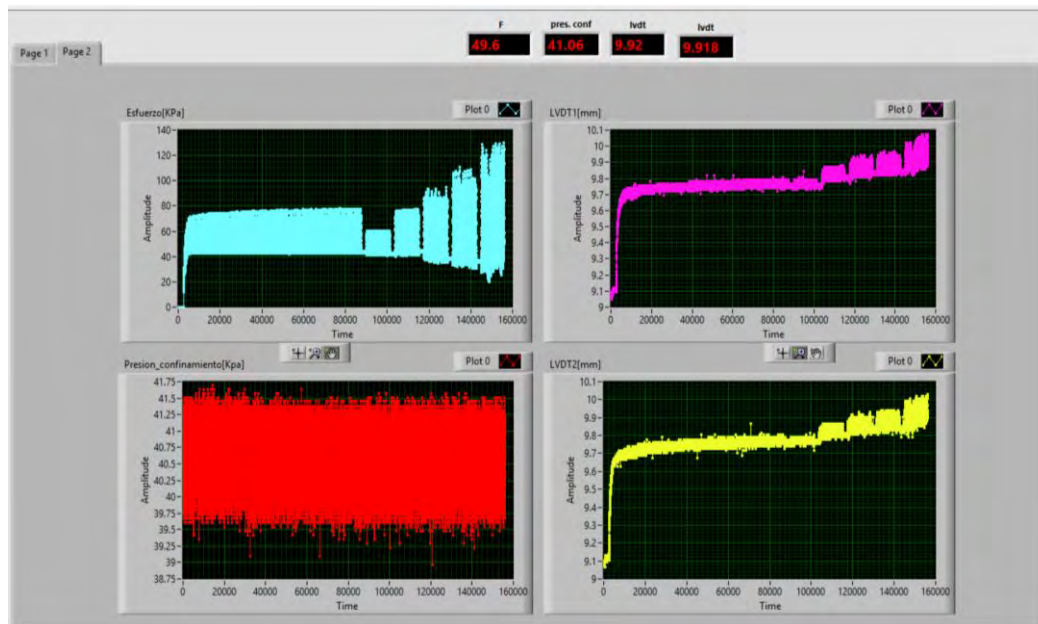 F pres. conf lvdt lvdt
49.6 41.06 9.92 9.918
Page 1 Page 2
Esfuerzo[KPa] Plot 0
Amplitude
140
120
100
80
60
40
20
0
0 20000 40000 60000 80000 100000 120000 140000 160000
Time
LVDT1[mm] Plot 0
Amplitude
10.1
10
9.9
9.8
9.7
9.6
9.5
9.4
9.3
9.2
9.1
9
0 20000 40000 60000 80000 100000 120000 140000 160000
Time
Presion_confinamiento[Kpa] Plot 0
Amplitude
41.75
41.5
41.25
41
40.75
40.5
40.25
40
39.75
39.5
39.25
39
38.75
0 20000 40000 60000 80000 100000 120000 140000 160000
Time
LVDT2[mm] Plot 0
Amplitude
10.1
10
9.9
9.8
9.7
9.6
9.5
9.4
9.3
9.2
9.1
9
0 20000 40000 60000 80000 100000 120000 140000 160000
Time